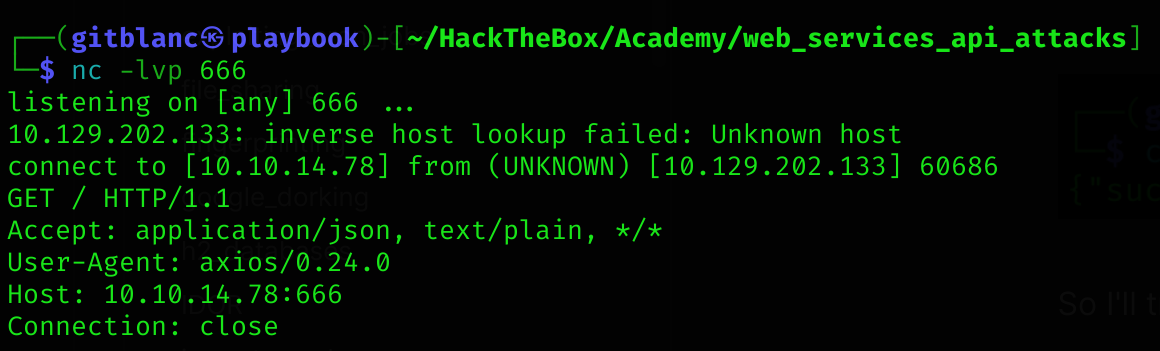 ┌──(gitblanc㉿playbook)-[~/HackTheBox/Academy/web_services_api_attacks]
└─$ nc -lvp 666
listening on [any] 666 ...
10.129.202.133: inverse host lookup failed: Unknown host
connect to [10.10.14.78] from (UNKNOWN) [10.129.202.133] 60686
GET / HTTP/1.1
Accept: application/json, text/plain, */*
User-Agent: axios/0.24.0
Host: 10.10.14.78:666
Connection: close
So I'll t